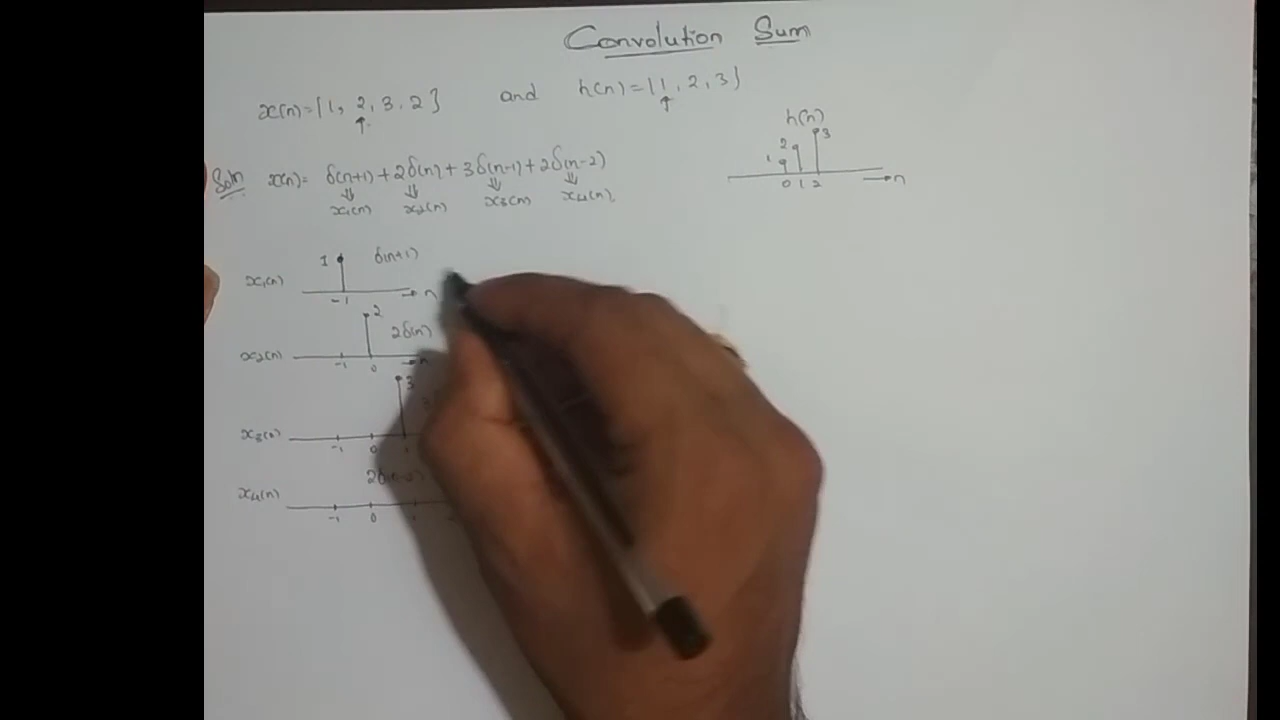 Convolution Sum
x(n)={1, 2, 3, 2} and h(n)={1, 2, 3}
↑ ↑
h(n)
1 2 3
0 1 2 → n
Soln x(n)= δ(n+1)+2δ(n)+3δ(n-1)+2δ(n-2)
⇓ ⇓ ⇓ ⇓
x1(n) x2(n) x3(n) x4(n)
1 δ(n+1)
x1(n)
-1 → n
2
2δ(n)
x2(n)
-1 0 → n
3
x3(n)
-1 0 1
x4(n)
-1 0 1